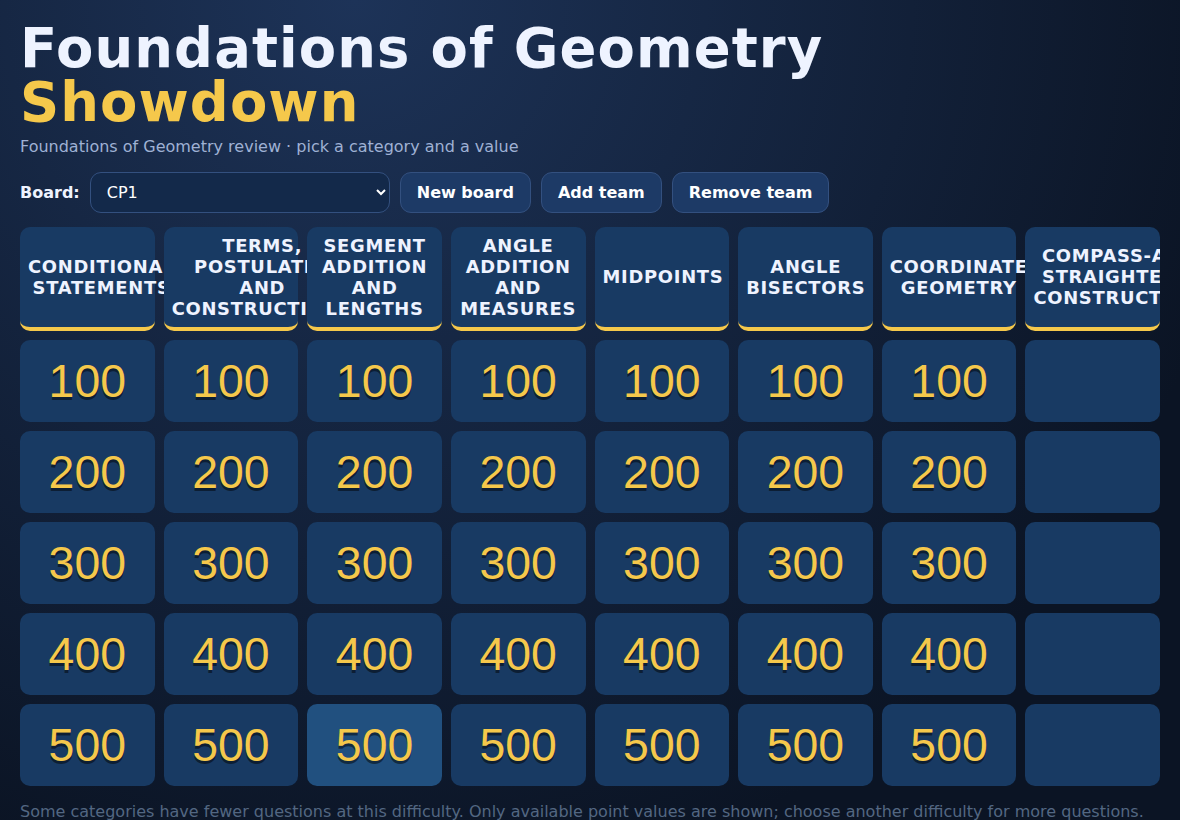 Foundations of Geometry
Showdown
Foundations of Geometry review · pick a category and a value
Board: CP1 New board Add team Remove team
CONDITIONA
STATEMENTS
TERMS,
POSTULAT
AND
CONSTRUCTI
SEGMENT
ADDITION
AND
LENGTHS
ANGLE
ADDITION
AND
MEASURES
MIDPOINTS
ANGLE
BISECTORS
COORDINATE
GEOMETRY
COMPASS-A
STRAIGHTE
CONSTRUCT
100 100 100 100 100 100 100
200 200 200 200 200 200 200
300 300 300 300 300 300 300
400 400 400 400 400 400 400
500 500 500 500 500 500 500
Some categories have fewer questions at this difficulty. Only available point values are shown; choose another difficulty for more questions.